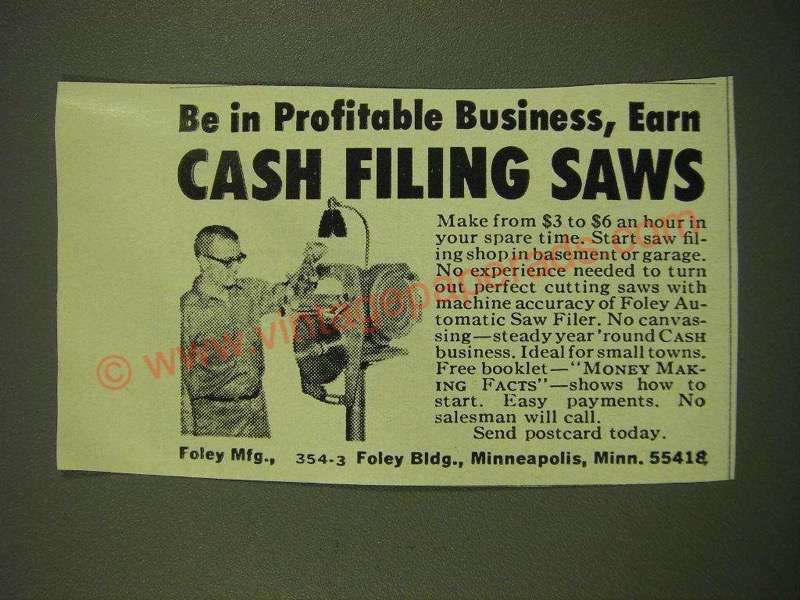 Be in Profitable Business, Earn
CASH FILING SAWS
Make from $3 to $6 an hour in
your spare time. Start saw fil-
ing shop in basement or garage.
No experience needed to turn
out perfect cutting saws with
machine accuracy of Foley Au-
tomatic Saw Filer. No canvas-
sing—steady year 'round CASH
business. Ideal for small towns.
Free booklet—"MONEY MAK-
ING FACTS"—shows how to
start. Easy payments. No
salesman will call.
Send postcard today.
Foley Mfg., 354-3 Foley Bldg., Minneapolis, Minn. 55418
© www.vintagepaperads.com